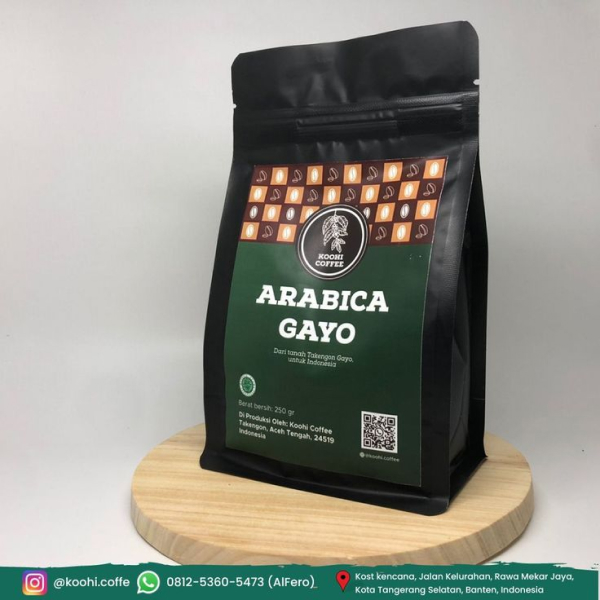 KOOHI
COFFEE
ARABICA
GAYO
Dari tanah Takengon Gayo,
untuk Indonesia
Berat bersih: 250 gr
Di Produksi Oleh: Koohi Coffee
Takengon, Aceh Tengah, 24519
Indonesia
@koohi.coffee
@koohi.coffe
0812-5360-5473 (AlFero)
Kost kencana, Jalan Kelurahan, Rawa Mekar Jaya,
Kota Tangerang Selatan, Banten, Indonesia